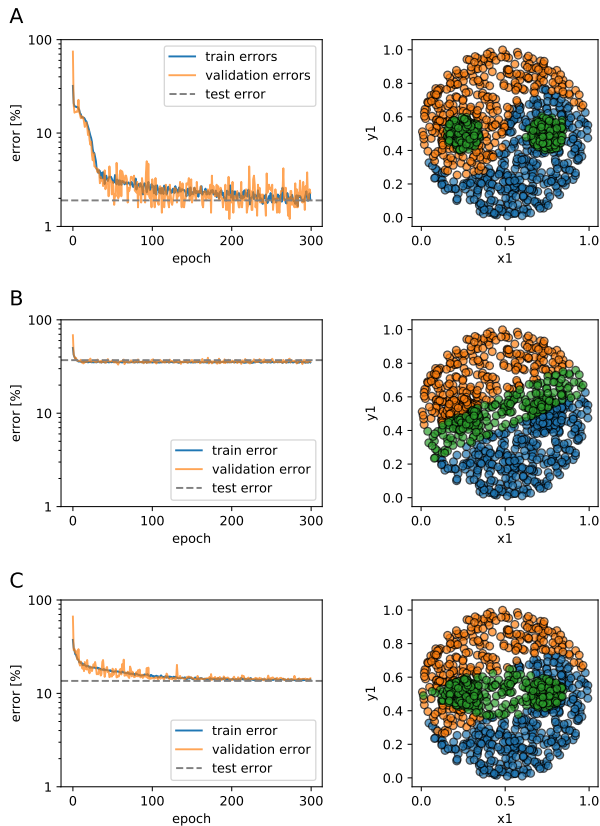 A
100
10
1
error [%]
0
100
200
300
epoch
train errors
validation errors
test error
1.0
0.8
0.6
0.4
0.2
0.0
y1
0.0
0.5
1.0
x1
B
100
10
1
error [%]
0
100
200
300
epoch
train error
validation error
test error
1.0
0.8
0.6
0.4
0.2
0.0
y1
0.0
0.5
1.0
x1
C
100
10
1
error [%]
0
100
200
300
epoch
train error
validation error
test error
1.0
0.8
0.6
0.4
0.2
0.0
y1
0.0
0.5
1.0
x1